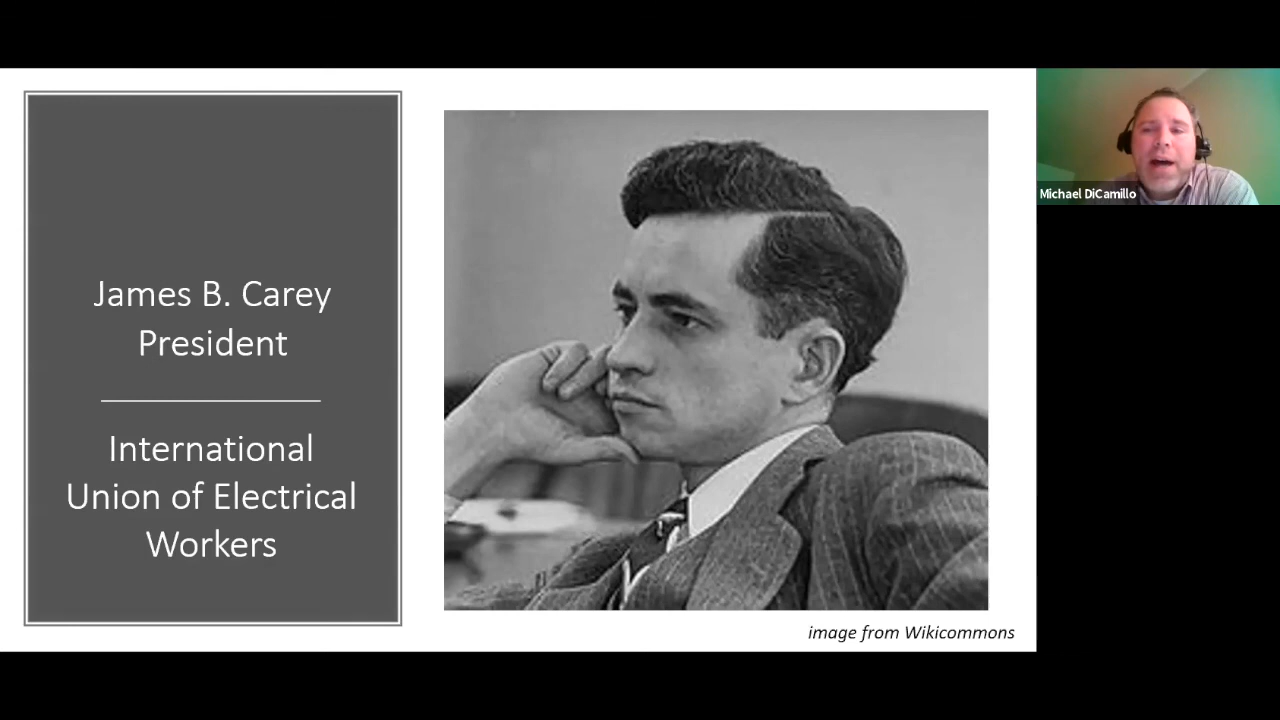 James B. Carey
President
International
Union of Electrical
Workers
image from Wikicommons
Michael DiCamillo